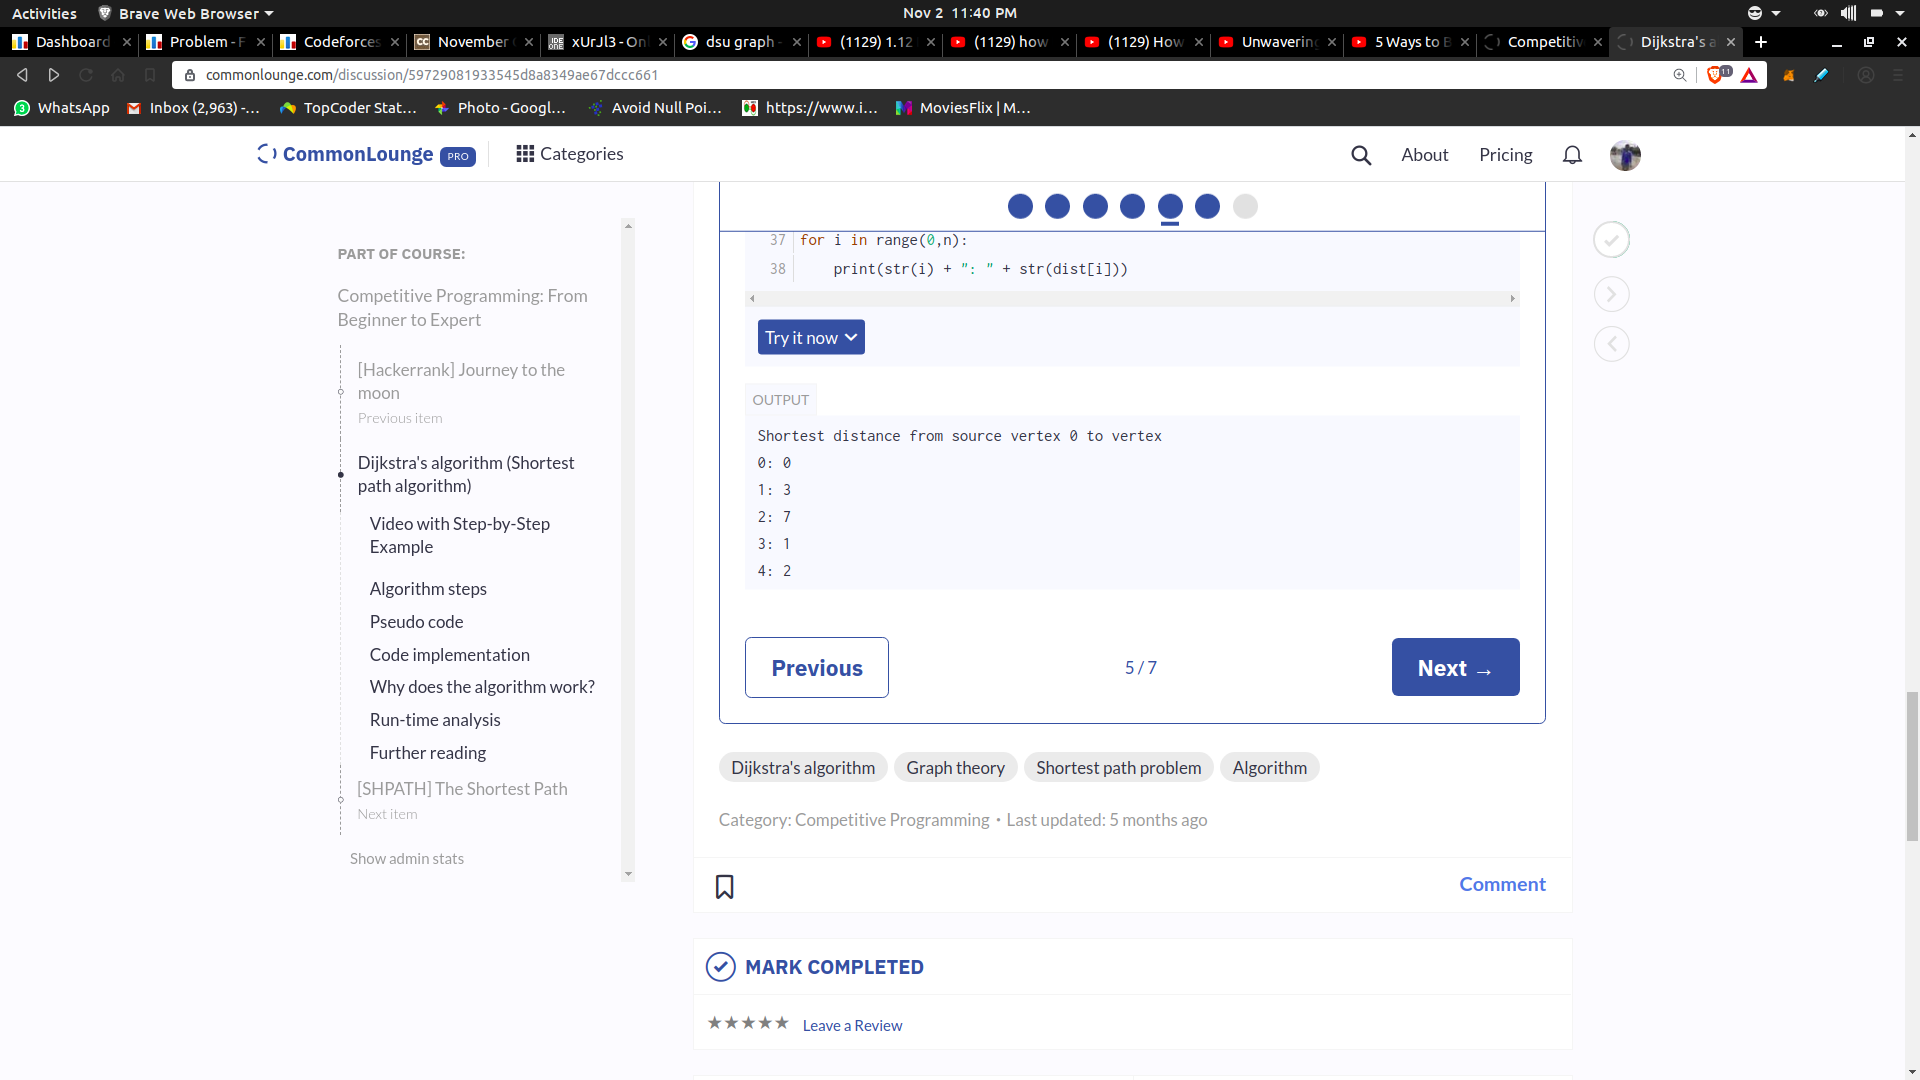 Activities Brave Web Browser Nov 2 11:40 PM
Dashboard Problem - F Codeforces November xUrJl3 - Onl dsu graph - (1129) 1.12 (1129) how (1129) How Unwavering 5 Ways to B Competitiv Dijkstra's a
commonlounge.com/discussion/59729081933545d8a8349ae67dccc661 11
WhatsApp Inbox (2,963) -... TopCoder Stat... Photo - Googl... Avoid Null Poi... https://www.i... MoviesFlix | M...
CommonLounge PRO Categories About Pricing
PART OF COURSE:
Competitive Programming: From
Beginner to Expert
[Hackerrank] Journey to the
moon
Previous item
Dijkstra's algorithm (Shortest
path algorithm)
Video with Step-by-Step
Example
Algorithm steps
Pseudo code
Code implementation
Why does the algorithm work?
Run-time analysis
Further reading
[SHPATH] The Shortest Path
Next item
Show admin stats
37 for i in range(0,n):
38 print(str(i) + ": " + str(dist[i]))
Try it now
OUTPUT
Shortest distance from source vertex 0 to vertex
0: 0
1: 3
2: 7
3: 1
4: 2
Previous 5 / 7 Next →
Dijkstra's algorithm Graph theory Shortest path problem Algorithm
Category: Competitive Programming • Last updated: 5 months ago
Comment
MARK COMPLETED
★★★★★ Leave a Review